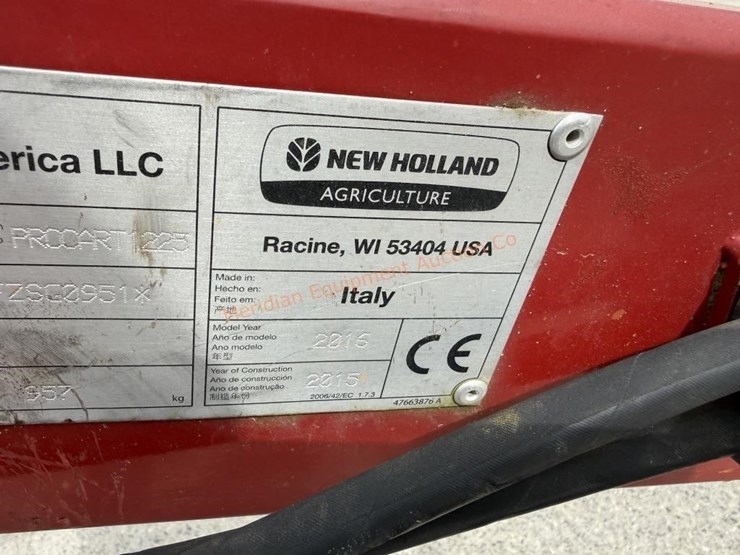 erica LLC
PROCART1225
ZSC0951*
957
kg
NEW HOLLAND
AGRICULTURE
Racine, WI 53404 USA
Made in:
Hecho en:
Feito em:
产地
Italy
Model Year
Año de modelo
Ano modelo
年型
2016
Year of Construction
Año de construcción
Ano de construção
制造年份
2015
CE
2006/42/EC 1.7.3
47663876 A
Meridian Equipment Auction Co